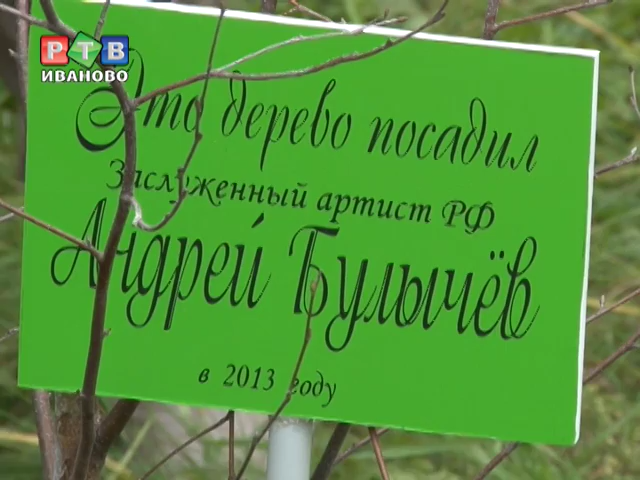 РТВ
ИВАНОВО
Это дерево посадил
Заслуженный артист РФ
Андрей Булычёв
в 2013 году